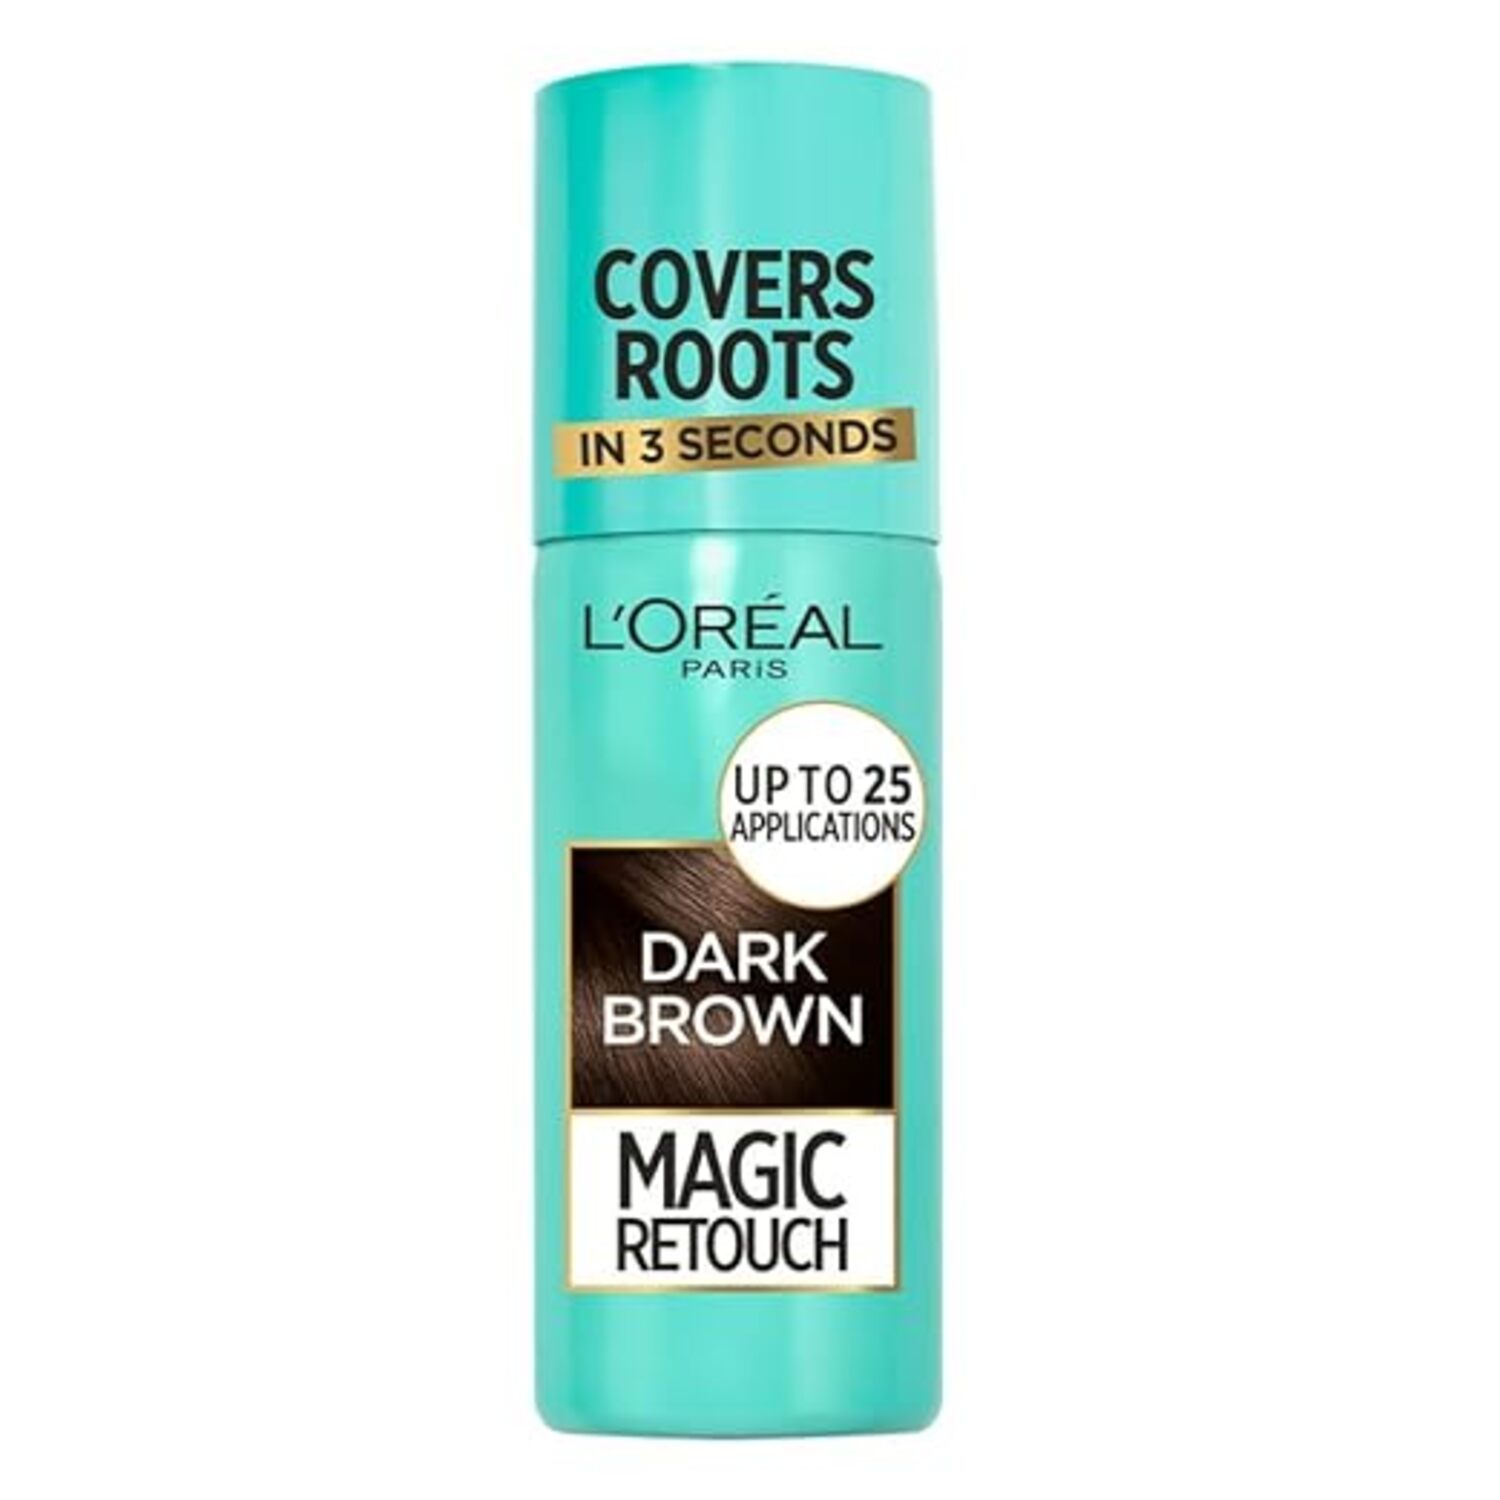 COVERS
ROOTS
IN 3 SECONDS
L'ORÉAL
PARiS
UP TO 25
APPLICATIONS
DARK
BROWN
MAGIC
RETOUCH